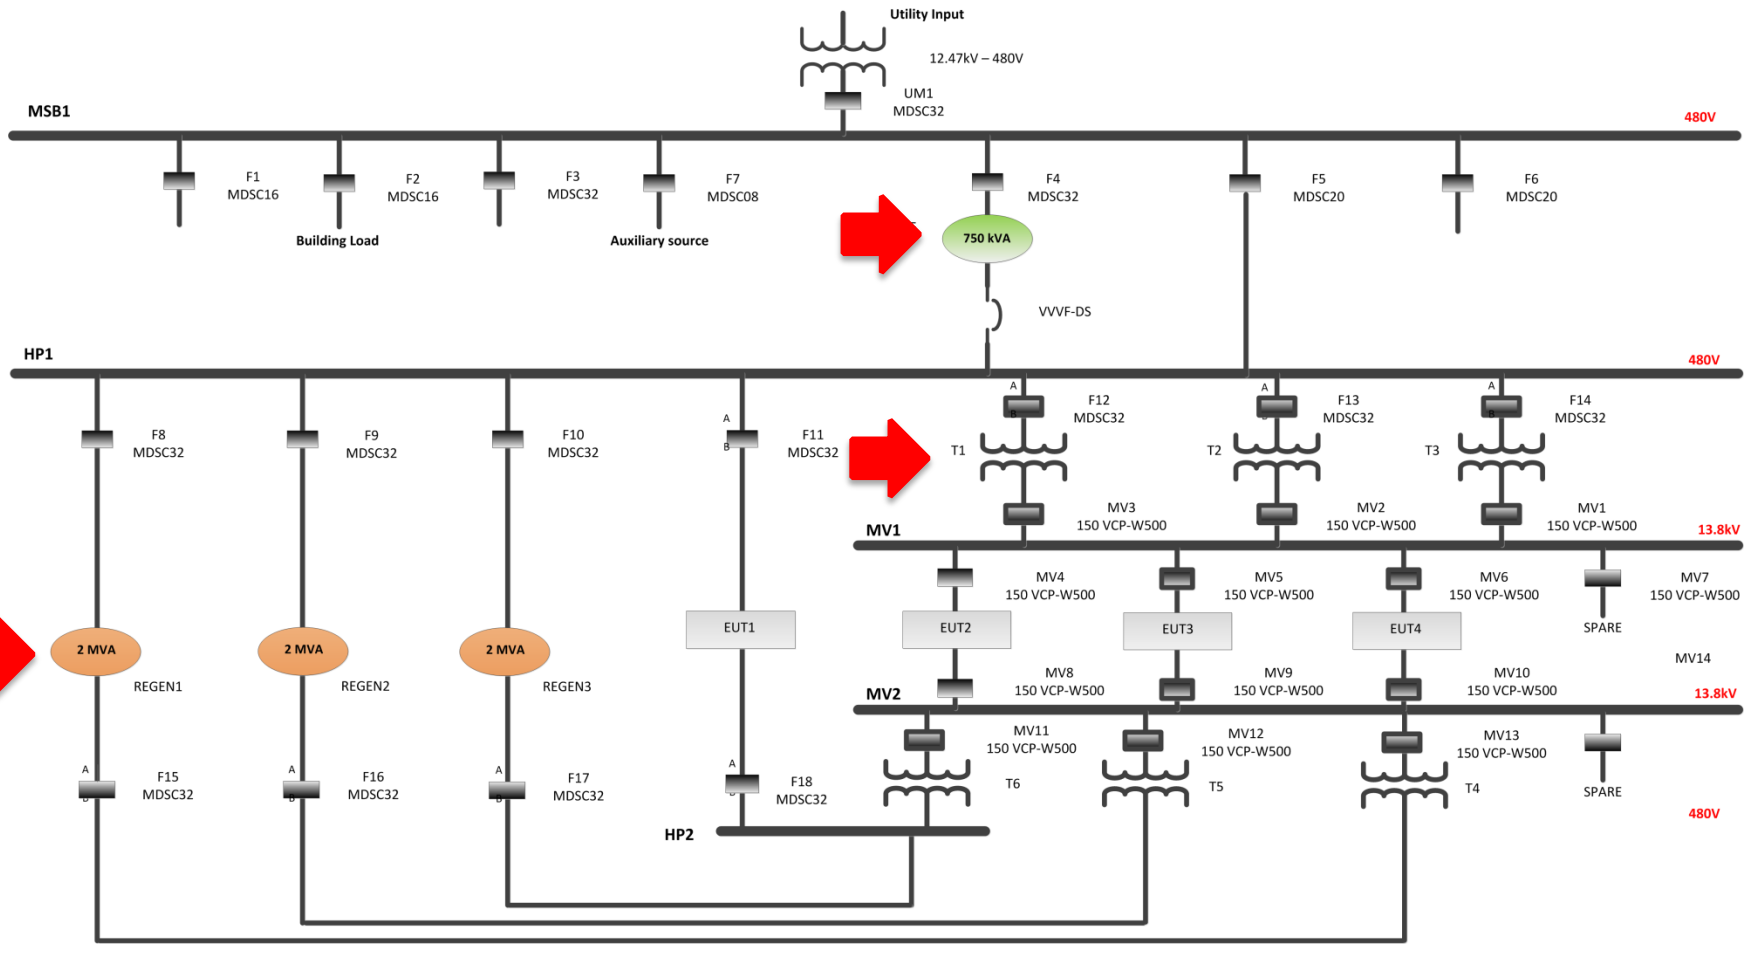 Utility Input
12.47kV – 480V
UM1
MDSC32
MSB1
480V
F1
MDSC16
F2
MDSC16
F3
MDSC32
F7
MDSC08
F4
MDSC32
F5
MDSC20
F6
MDSC20
Building Load
Auxiliary source
750 kVA
VVVF-DS
HP1
480V
A
F8
MDSC32
F9
MDSC32
F10
MDSC32
A
B
F11
MDSC32
A
B
F12
MDSC32
A
F13
MDSC32
A
B
F14
MDSC32
T1
T2
T3
MV3
150 VCP-W500
MV2
150 VCP-W500
MV1
150 VCP-W500
MV1
13.8kV
MV4
150 VCP-W500
MV5
150 VCP-W500
MV6
150 VCP-W500
MV7
150 VCP-W500
EUT1
EUT2
EUT3
EUT4
SPARE
2 MVA
2 MVA
2 MVA
REGEN1
REGEN2
REGEN3
MV14
MV8
150 VCP-W500
MV9
150 VCP-W500
MV10
150 VCP-W500
MV2
13.8kV
MV11
150 VCP-W500
MV12
150 VCP-W500
MV13
150 VCP-W500
A
B
F15
MDSC32
A
B
F16
MDSC32
A
B
F17
MDSC32
A
F18
MDSC32
T6
T5
T4
SPARE
480V
HP2